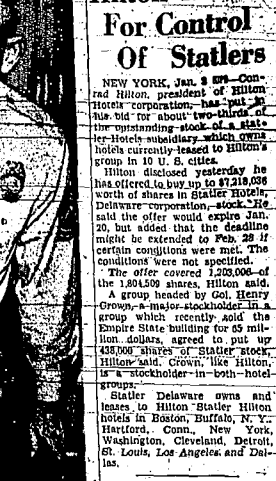 For Control
Of Statlers
NEW YORK, Jan. 3 —Con-
rad Hilton, president of Hilton
Hotels corporation, has put in
his bid for about two-thirds of
the outstanding stock of a Stat-
ler Hotels subsidiary which owns
hotels currently leased to Hilton's
group in 10 U. S. cities.
Hilton disclosed yesterday he
has offered to buy up to $7,218,036
worth of shares in Statler Hotels,
Delaware corporation, stock. He
said the offer would expire Jan.
20, but added that the deadline
might be extended to Feb. 28 if
certain conditions were met. The
conditions were not specified.
The offer covered 1,203,006 of
the 1,804,509 shares, Hilton said.
A group headed by Col. Henry
Crown, a major stockholder in a
group which recently sold the
Empire State building for 65 mil-
lion dollars, agreed to put up
438,000 shares of Statler stock,
Hilton said. Crown, like Hilton,
is a stockholder in both hotel
groups.
Statler Delaware owns and
leases to Hilton Statler Hilton
hotels in Boston, Buffalo, N. Y.,
Hartford, Conn., New York,
Washington, Cleveland, Detroit,
St. Louis, Los Angeles and Dal-
las.